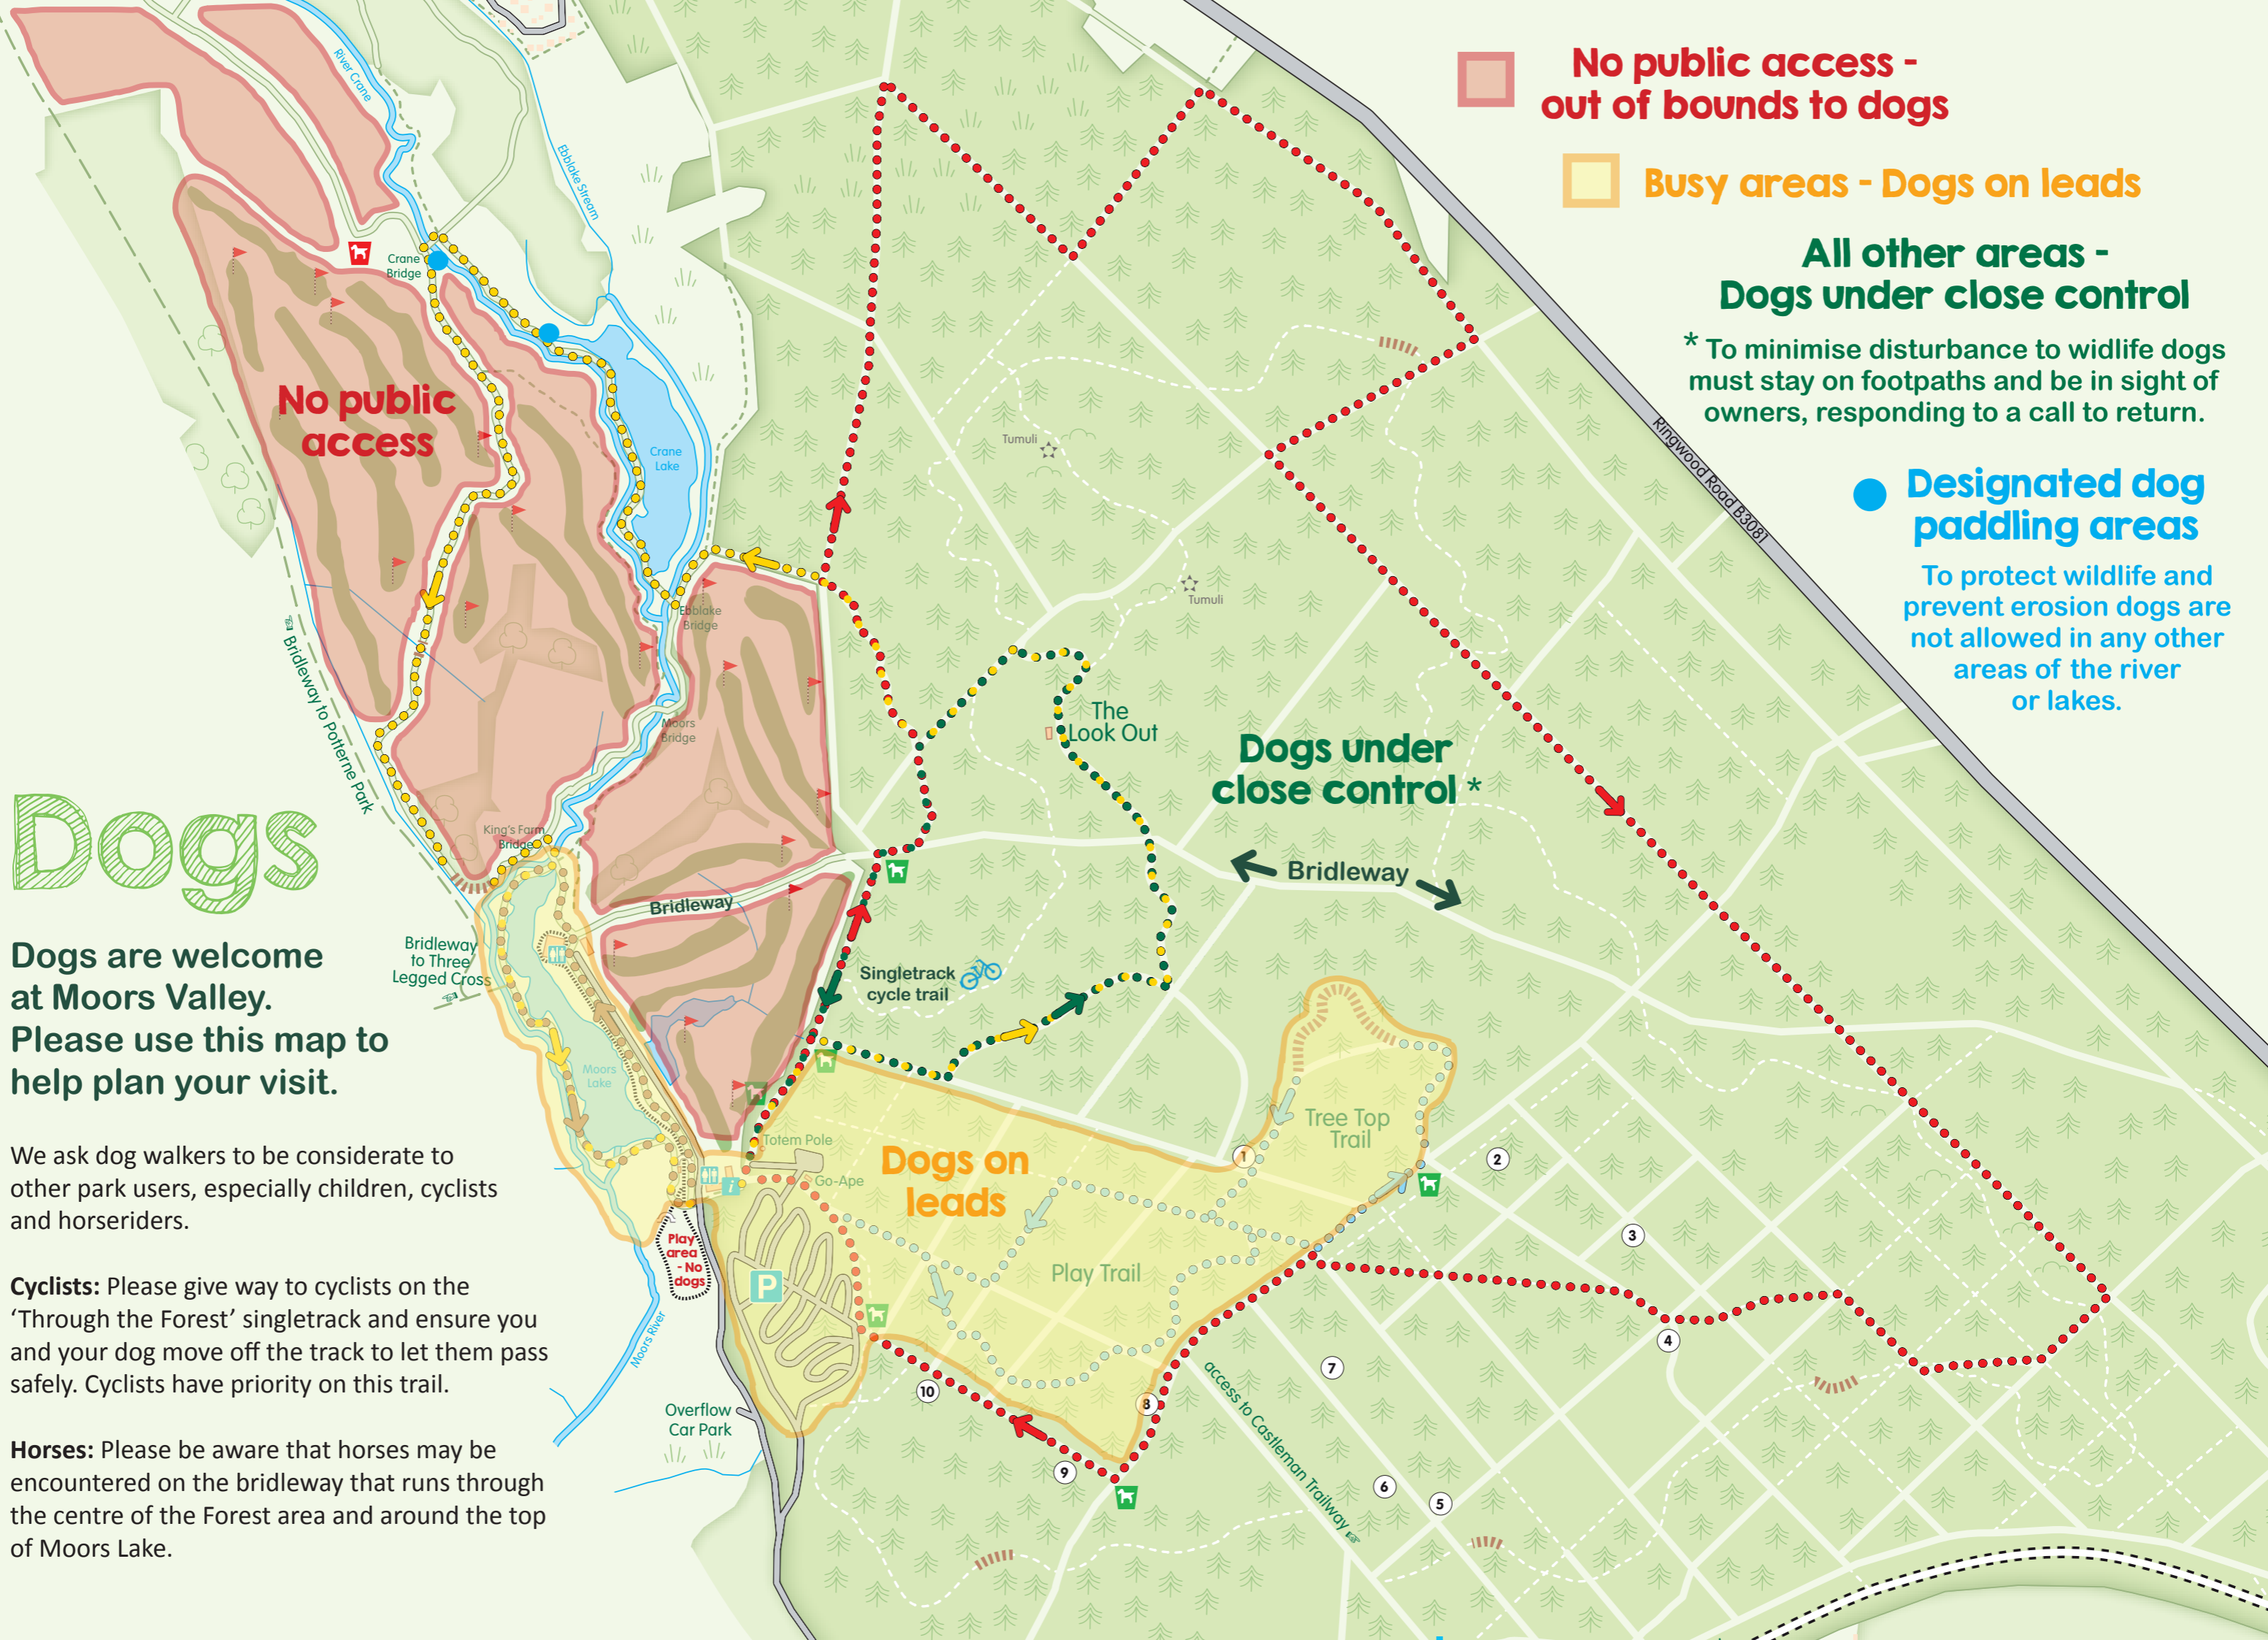 No public access -
out of bounds to dogs
Busy areas - Dogs on leads
All other areas -
Dogs under close control
* To minimise disturbance to widlife dogs
must stay on footpaths and be in sight of
owners, responding to a call to return.
Designated dog
paddling areas
To protect wildlife and
prevent erosion dogs are
not allowed in any other
areas of the river
or lakes.
River Crane
Ebblake Stream
Crane
Bridge
No public
access
Crane
Lake
Tumuli
Tumuli
Ringwood Road B3081
Ebblake
Bridge
Bridleway to Potterne Park
Moors
Bridge
The
Look Out
Dogs under
close control *
King's Farm
Bridge
Bridleway
Bridleway
Bridleway
to Three
Legged Cross
Singletrack
cycle trail
Moors
Lake
Totem Pole
Go-Ape
i
Dogs on
leads
Tree Top
Trail
Play Trail
Play
area
- No
dogs
P
Moors River
Overflow
Car Park
access to Castleman Trailway
1
2
3
4
5
6
7
8
9
10
Dogs
Dogs are welcome
at Moors Valley.
Please use this map to
help plan your visit.
We ask dog walkers to be considerate to
other park users, especially children, cyclists
and horseriders.
Cyclists: Please give way to cyclists on the
‘Through the Forest’ singletrack and ensure you
and your dog move off the track to let them pass
safely. Cyclists have priority on this trail.
Horses: Please be aware that horses may be
encountered on the bridleway that runs through
the centre of the Forest area and around the top
of Moors Lake.